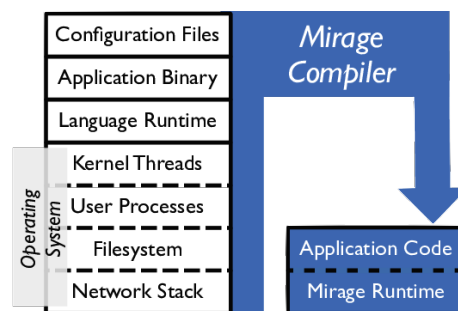 Configuration Files
Application Binary
Language Runtime
Kernel Threads
User Processes
Filesystem
Network Stack
Operating
System
Mirage
Compiler
Application Code
Mirage Runtime